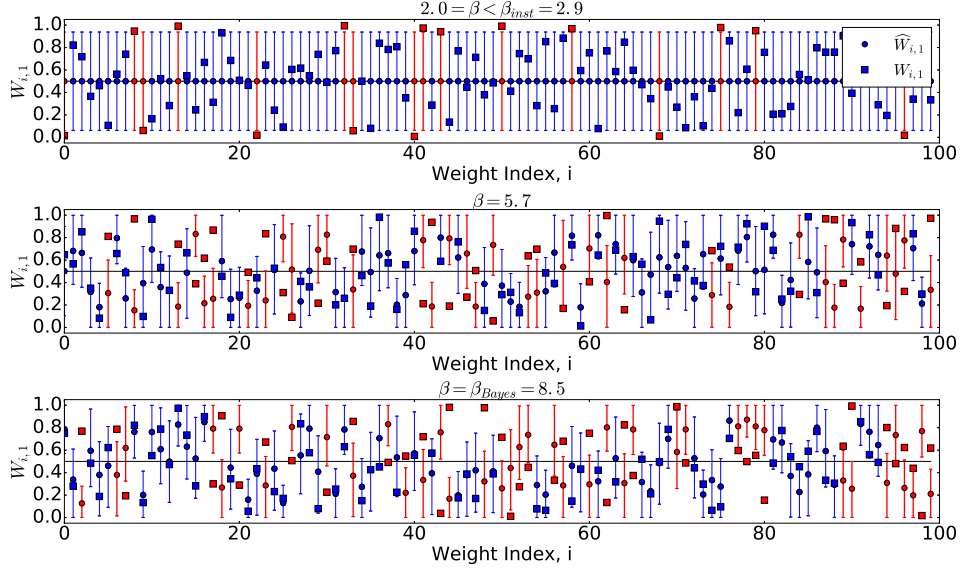 2.0 = β < β_inst = 2.9
W_{i,1}
1.0
0.8
0.6
0.4
0.2
0.0
Ŵ_{i,1}
W_{i,1}
0 20 40 60 80 100
Weight Index, i
β = 5.7
W_{i,1}
1.0
0.8
0.6
0.4
0.2
0.0
0 20 40 60 80 100
Weight Index, i
β = β_Bayes = 8.5
W_{i,1}
1.0
0.8
0.6
0.4
0.2
0.0
0 20 40 60 80 100
Weight Index, i